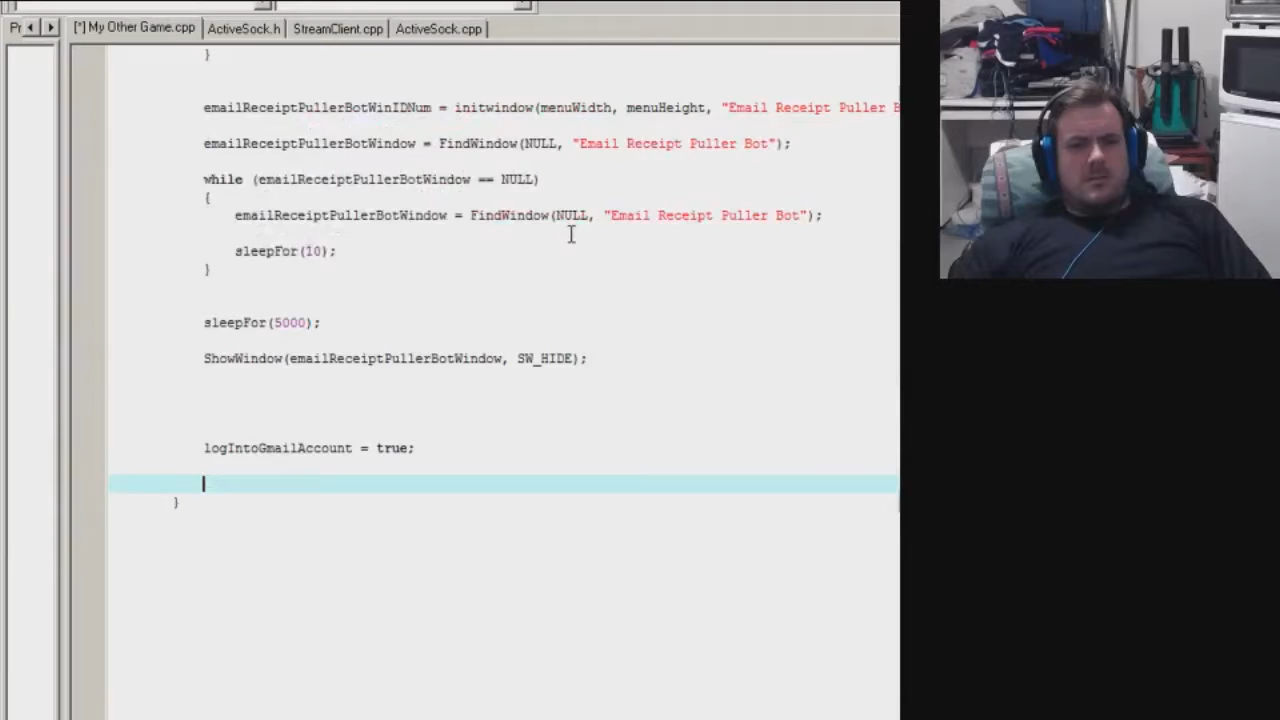 Pr
[*] My Other Game.cpp ActiveSock.h StreamClient.cpp ActiveSock.cpp
}
emailReceiptPullerBotWinIDNum = initwindow(menuWidth, menuHeight, "Email Receipt Puller B
emailReceiptPullerBotWindow = FindWindow(NULL, "Email Receipt Puller Bot");
while (emailReceiptPullerBotWindow == NULL)
{
emailReceiptPullerBotWindow = FindWindow(NULL, "Email Receipt Puller Bot");
sleepFor(10);
}
sleepFor(5000);
ShowWindow(emailReceiptPullerBotWindow, SW_HIDE);
logIntoGmailAccount = true;
}